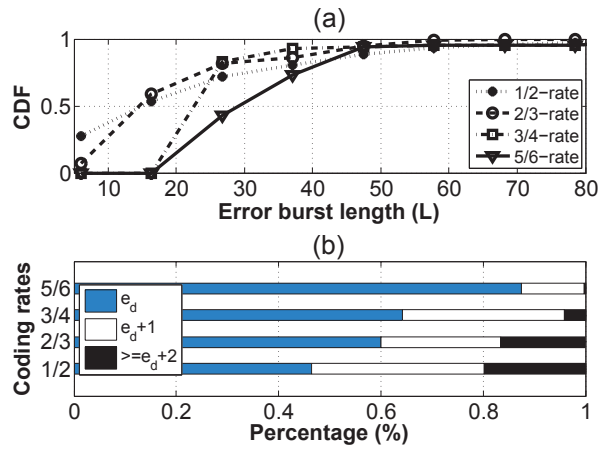 (a)
1
0.5
0
CDF
1/2−rate
2/3−rate
3/4−rate
5/6−rate
10 20 30 40 50 60 70 80
Error burst length (L)
(b)
Coding rates
5/6
3/4
2/3
1/2
e_d
e_d+1
>=e_d+2
0 0.2 0.4 0.6 0.8 1
Percentage (%)